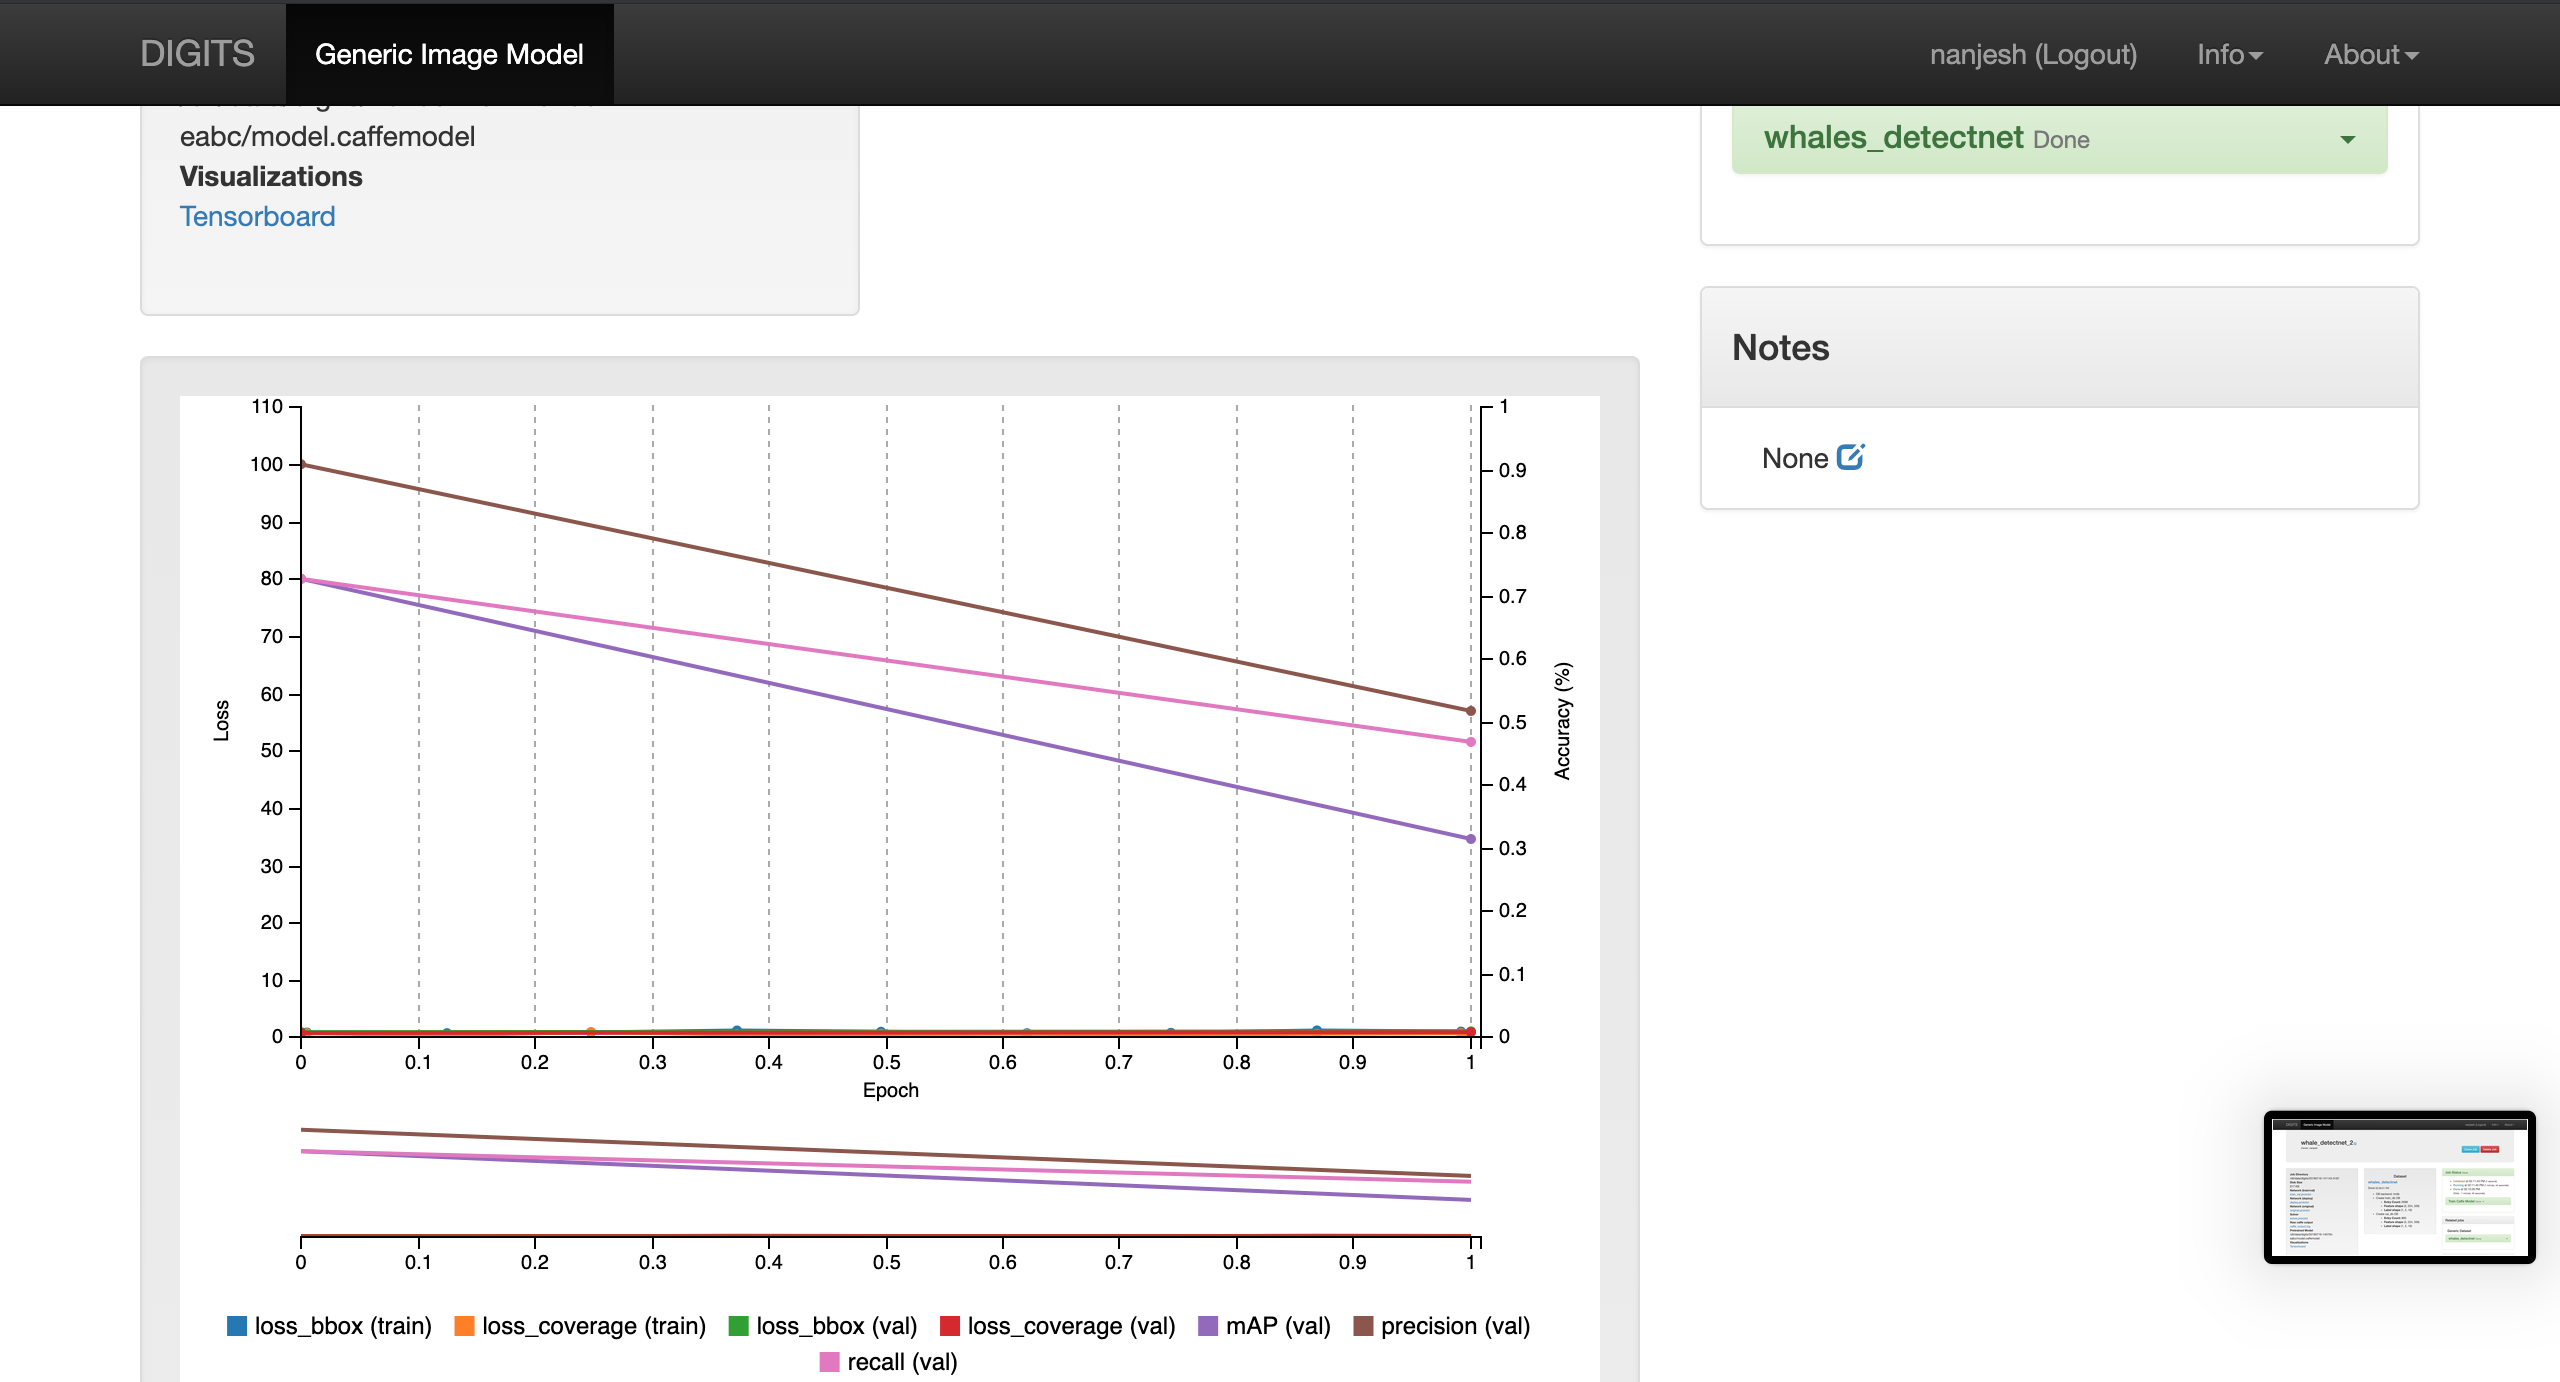 DIGITS
Generic Image Model
nanjesh (Logout)
Info
About
eabc/model.caffemodel
Visualizations
Tensorboard
whales_detectnet Done
Notes
None
110
100
90
80
70
60
50
40
30
20
10
0
Loss
1
0.9
0.8
0.7
0.6
0.5
0.4
0.3
0.2
0.1
0
Accuracy (%)
0 0.1 0.2 0.3 0.4 0.5 0.6 0.7 0.8 0.9 1
Epoch
0 0.1 0.2 0.3 0.4 0.5 0.6 0.7 0.8 0.9 1
loss_bbox (train) loss_coverage (train) loss_bbox (val) loss_coverage (val) mAP (val) precision (val)
recall (val)
whale_detectnet_2